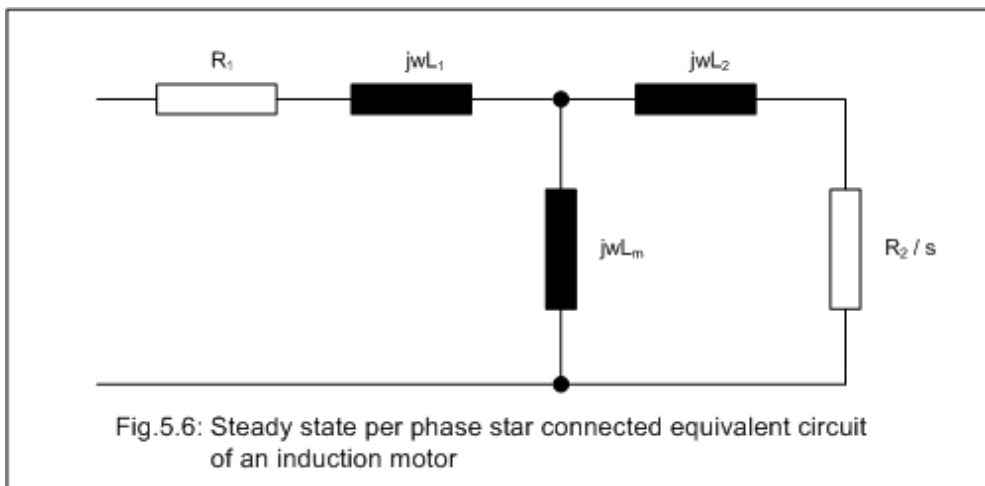 R₁
jwL₁
jwL₂
jwLₘ
R₂ / s
Fig.5.6: Steady state per phase star connected equivalent circuit
of an induction motor